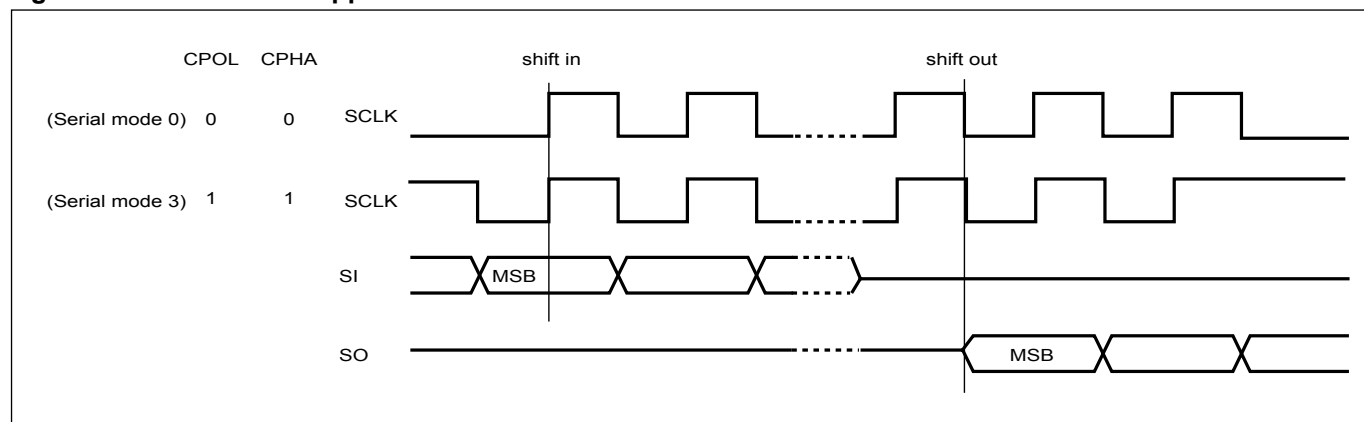 CPOL CPHA shift in shift out
(Serial mode 0) 0 0 SCLK
(Serial mode 3) 1 1 SCLK
SI MSB
SO MSB